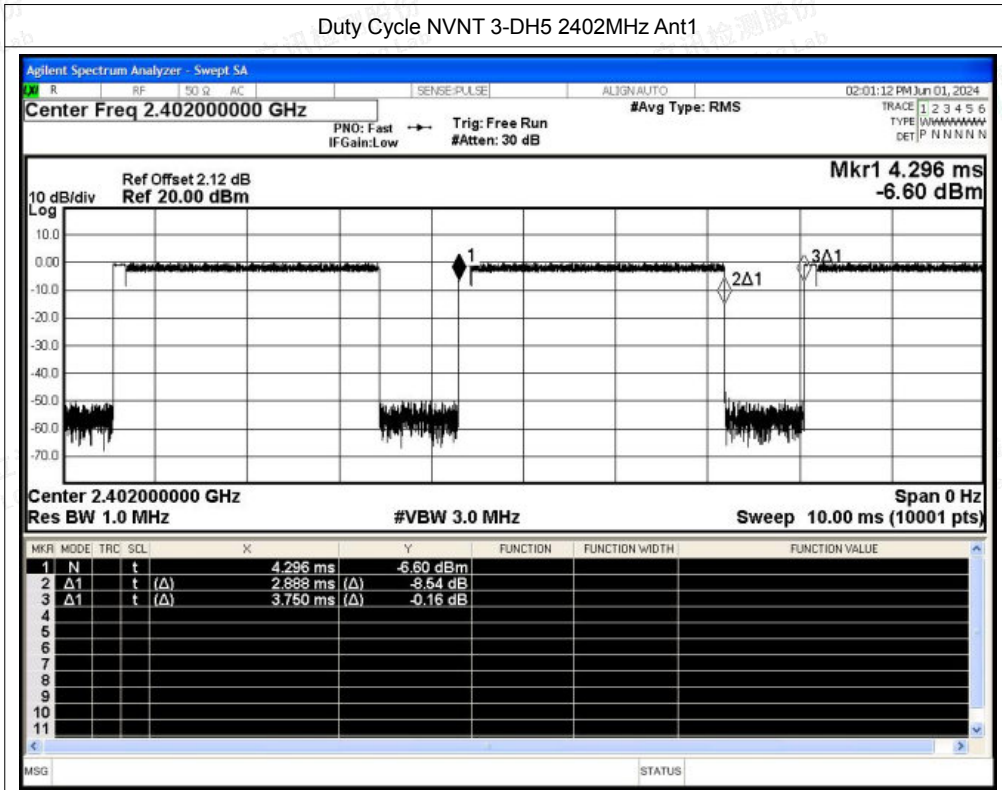 Duty Cycle NVNT 3-DH5 2402MHz Ant1
Agilent Spectrum Analyzer - Swept SA
R RF 50 Ω AC SENSE:PULSE ALIGN AUTO 02:01:12 PM Jun 01, 2024
Center Freq 2.402000000 GHz #Avg Type: RMS TRACE 1 2 3 4 5 6
PNO: Fast Trig: Free Run TYPE WWWWWW
IFGain:Low #Atten: 30 dB DET P N N N N N
Mkr1 4.296 ms
Ref Offset 2.12 dB
10 dB/div Ref 20.00 dBm -6.60 dBm
Log
10.0
0.00
-10.0
-20.0
-30.0
-40.0
-50.0
-60.0
-70.0
1
2Δ1
3Δ1
Center 2.402000000 GHz Span 0 Hz
Res BW 1.0 MHz #VBW 3.0 MHz Sweep 10.00 ms (10001 pts)
MKR MODE TRC SCL X Y FUNCTION FUNCTION WIDTH FUNCTION VALUE
1 N t 4.296 ms -6.60 dBm
2 Δ1 t (Δ) 2.888 ms (Δ) -8.54 dB
3 Δ1 t (Δ) 3.750 ms (Δ) -0.16 dB
4
5
6
7
8
9
10
11
MSG STATUS